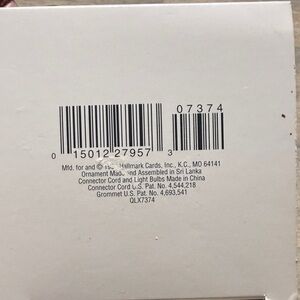 07374
0 15012 27957 3
Mfd. for and © Hallmark Cards, Inc., K.C., MO 64141
Ornament Made and Assembled in Sri Lanka
Connector Cord and Light Bulbs Made in China
Connector Cord U.S. Pat. No. 4,544,218
Grommet U.S. Pat. No. 4,693,541
QLX7374